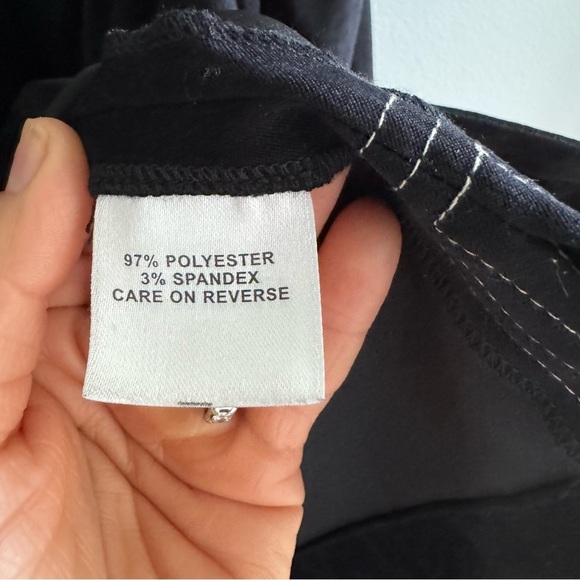 97% POLYESTER
3% SPANDEX
CARE ON REVERSE